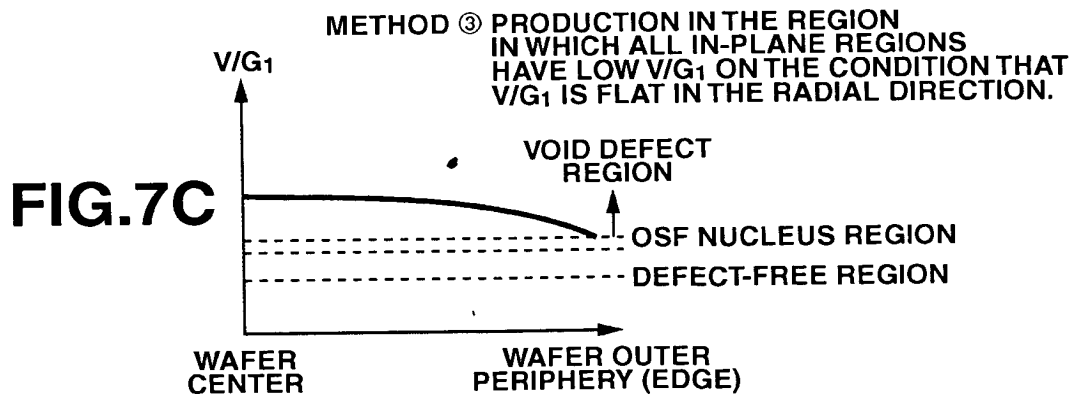 METHOD ③ PRODUCTION IN THE REGION
IN WHICH ALL IN-PLANE REGIONS
HAVE LOW V/G1 ON THE CONDITION THAT
V/G1 IS FLAT IN THE RADIAL DIRECTION.
V/G1
VOID DEFECT
REGION
FIG.7C
OSF NUCLEUS REGION
DEFECT-FREE REGION
WAFER
CENTER
WAFER OUTER
PERIPHERY (EDGE)